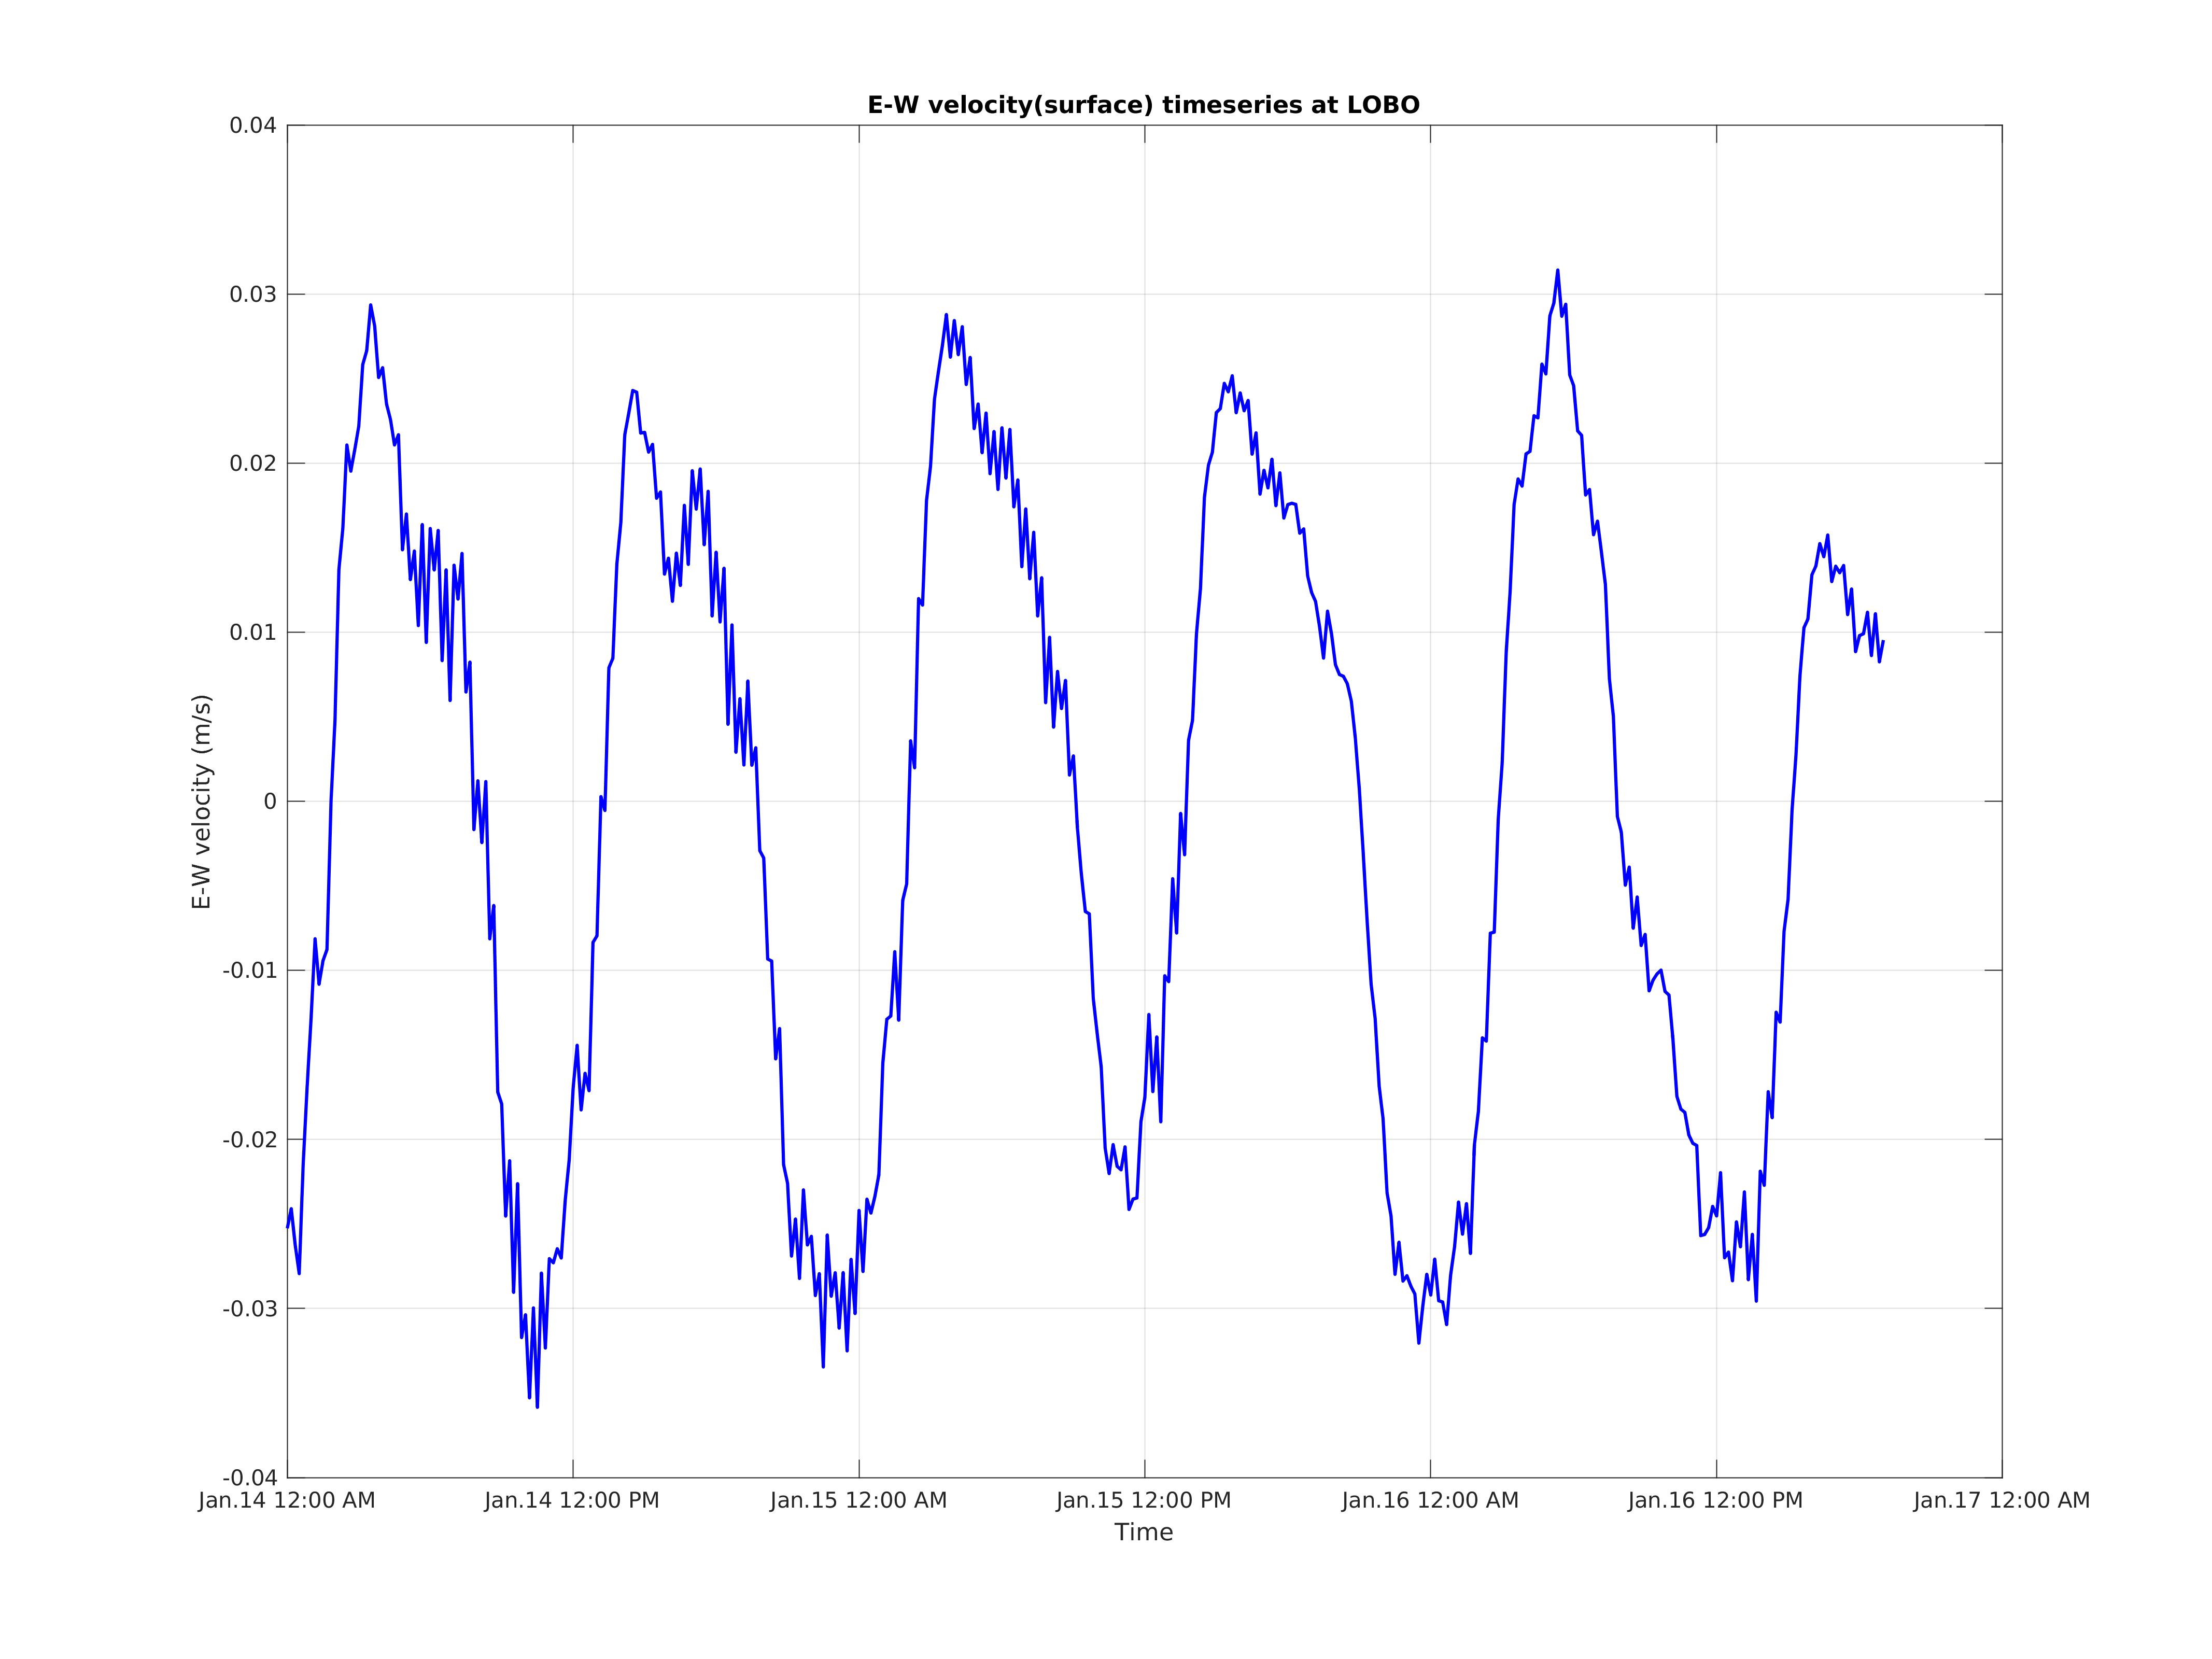 E-W velocity(surface) timeseries at LOBO
0.04
0.03
0.02
0.01
0
-0.01
-0.02
-0.03
-0.04
E-W velocity (m/s)
Jan.14 12:00 AM Jan.14 12:00 PM Jan.15 12:00 AM Jan.15 12:00 PM Jan.16 12:00 AM Jan.16 12:00 PM Jan.17 12:00 AM
Time